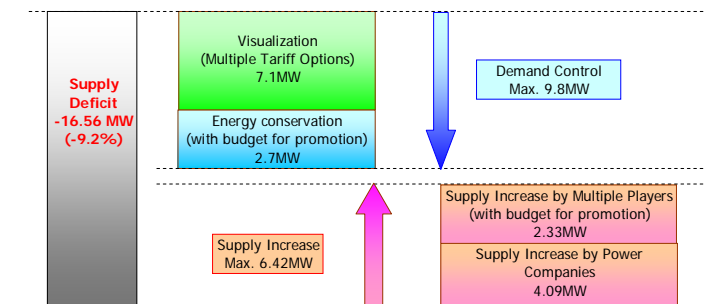 Supply
Deficit
-16.56 MW
(-9.2%)
Visualization
(Multiple Tariff Options)
7.1MW
Energy conservation
(with budget for promotion)
2.7MW
Demand Control
Max. 9.8MW
Supply Increase
Max. 6.42MW
Supply Increase by Multiple Players
(with budget for promotion)
2.33MW
Supply Increase by Power
Companies
4.09MW